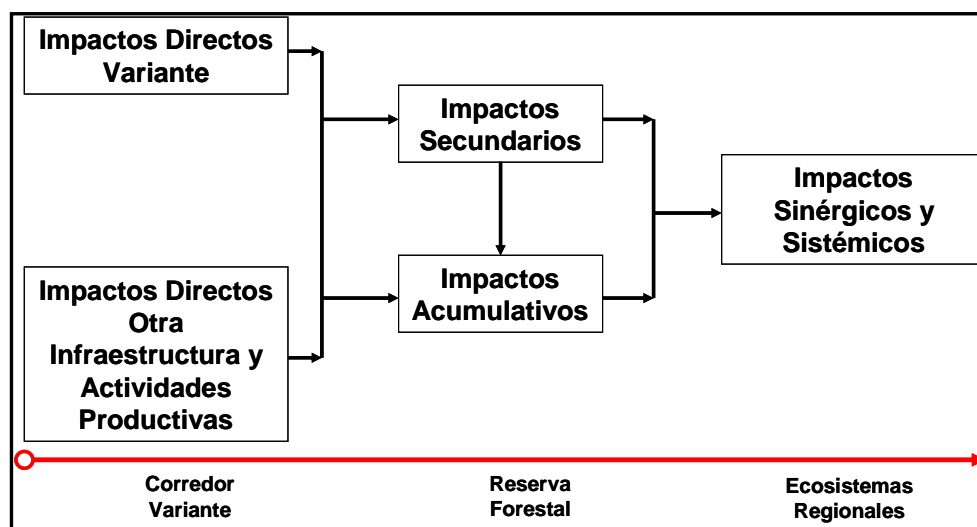 Impactos Directos
Variante
Impactos
Secundarios
Impactos
Sinérgicos y
Sistémicos
Impactos Directos
Otra
Infraestructura y
Actividades
Productivas
Impactos
Acumulativos
Corredor
Variante
Reserva
Forestal
Ecosistemas
Regionales